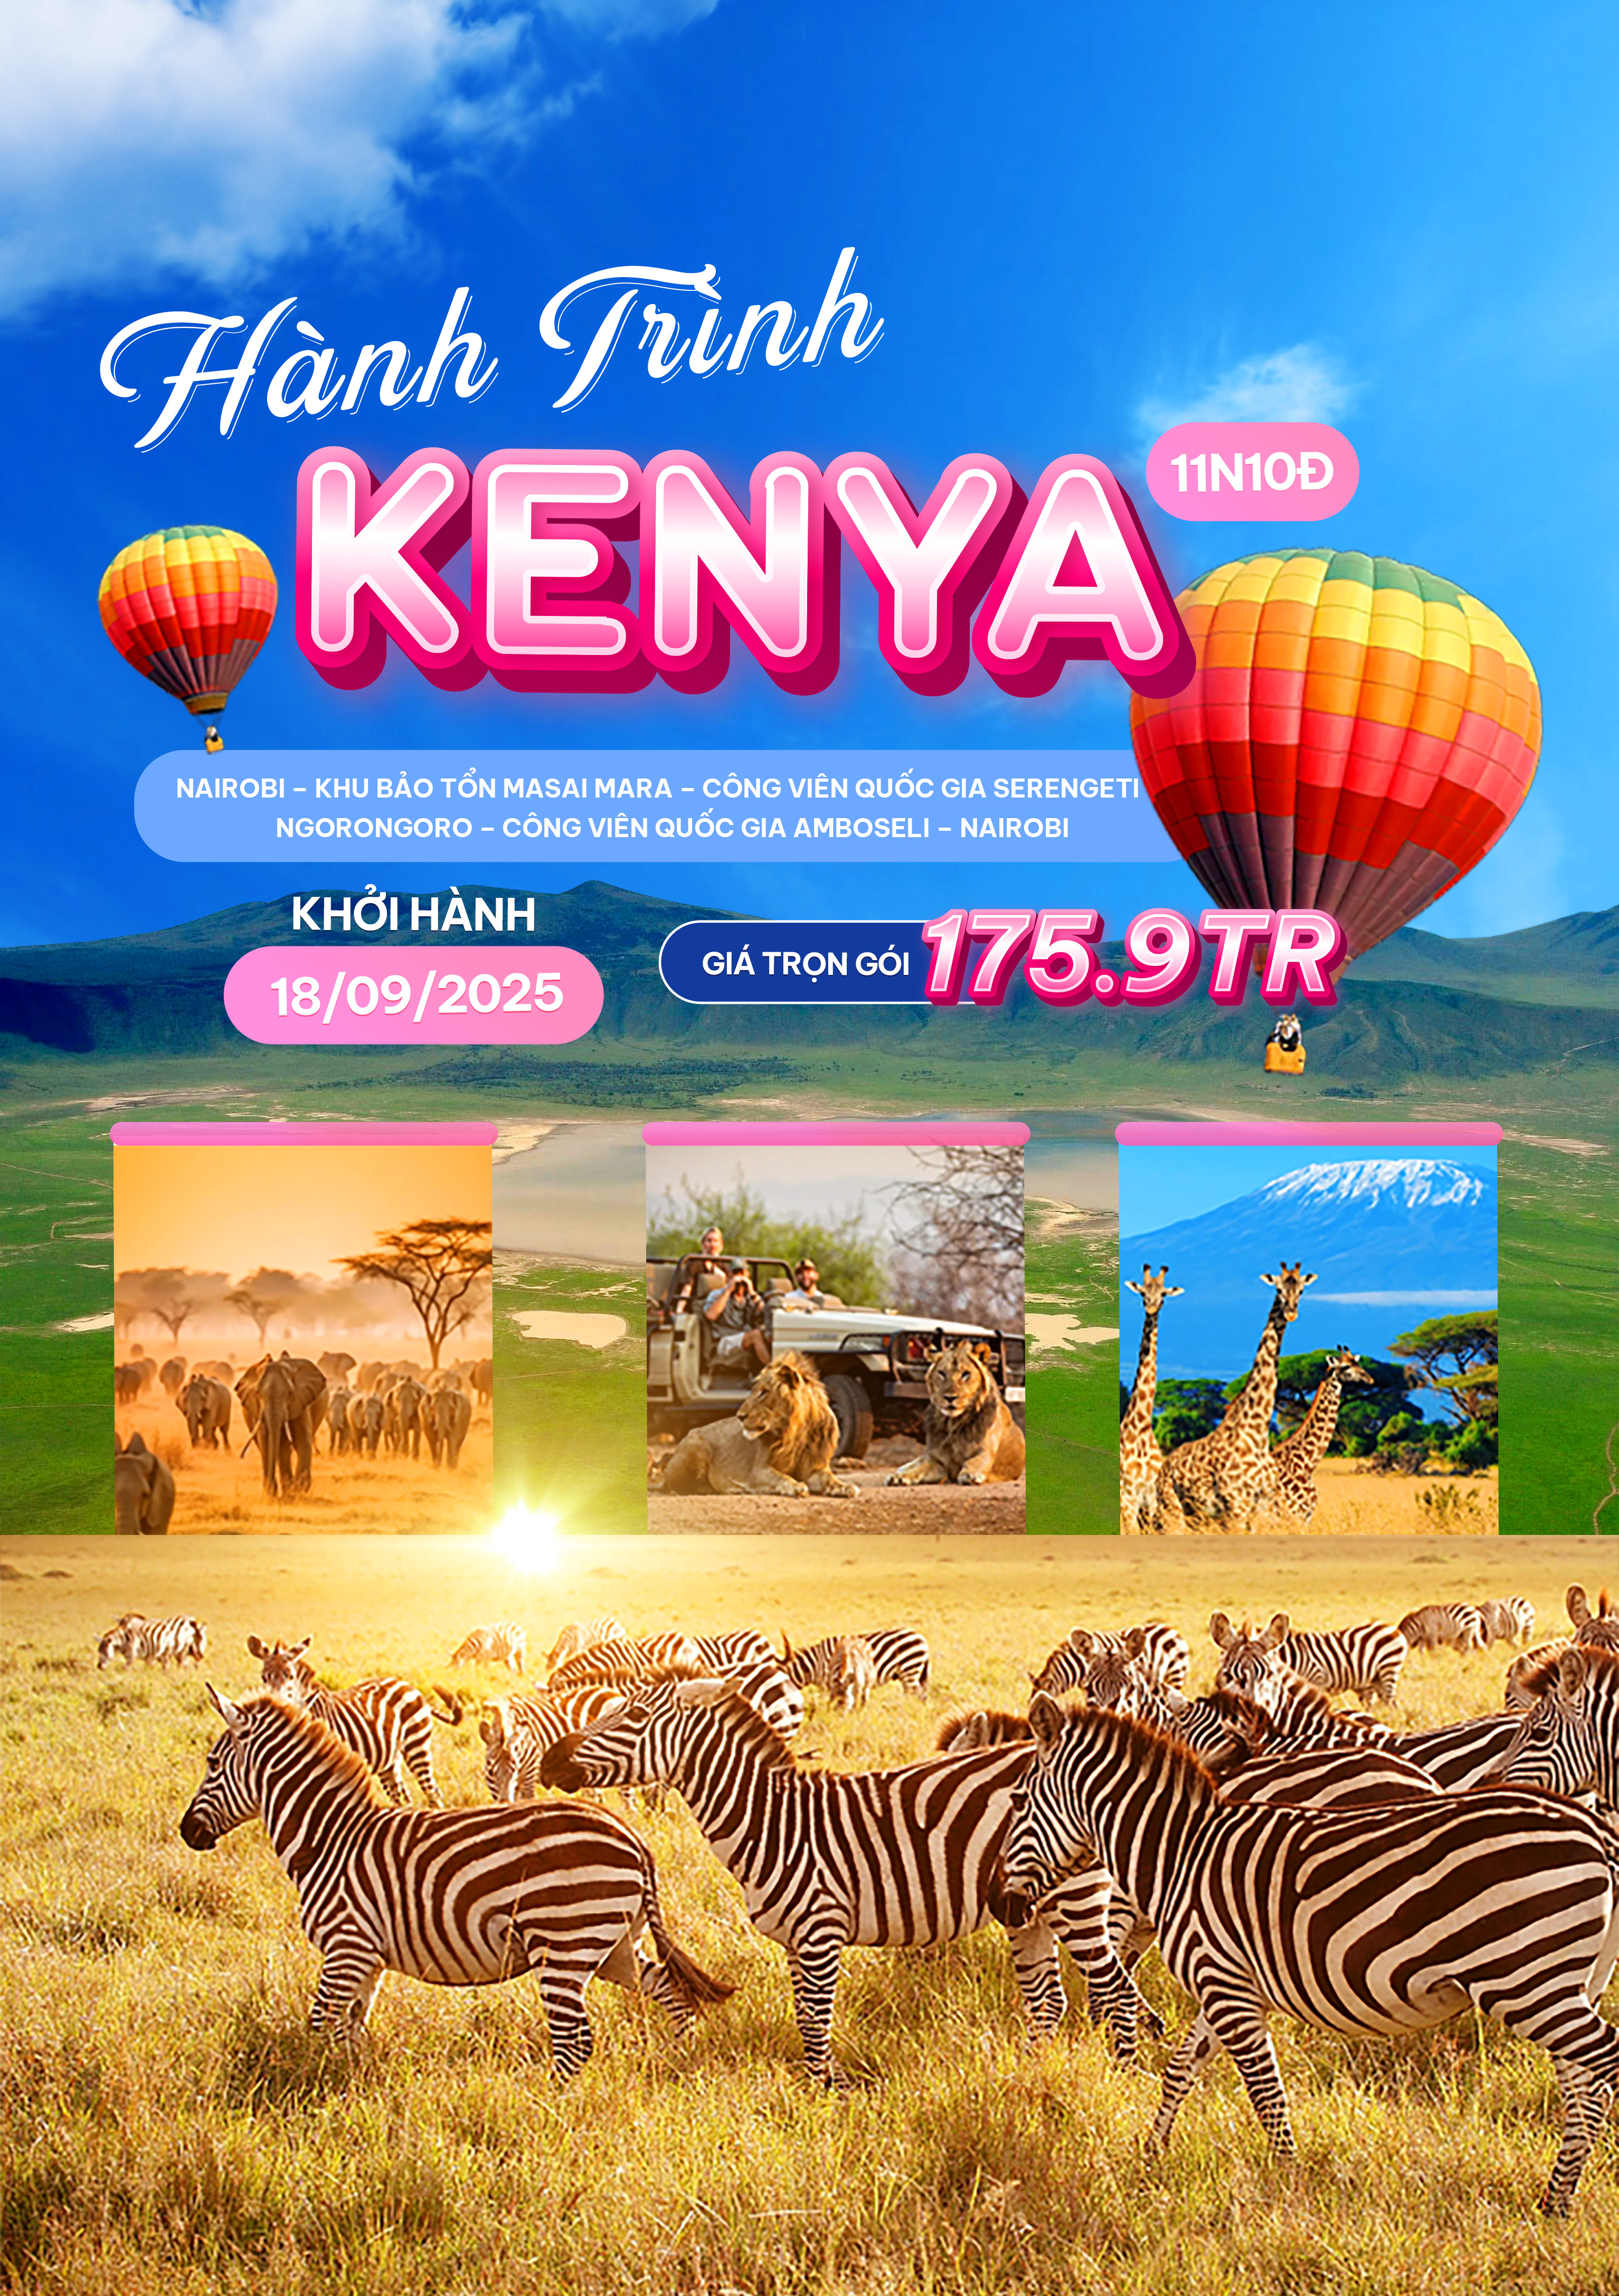 Hành Trình
KENYA
11N10Đ
NAIROBI – KHU BẢO TỒN MASAI MARA – CÔNG VIÊN QUỐC GIA SERENGETI
NGORONGORO – CÔNG VIÊN QUỐC GIA AMBOSELI – NAIROBI
KHỞI HÀNH
18/09/2025
GIÁ TRỌN GÓI 175.9TR